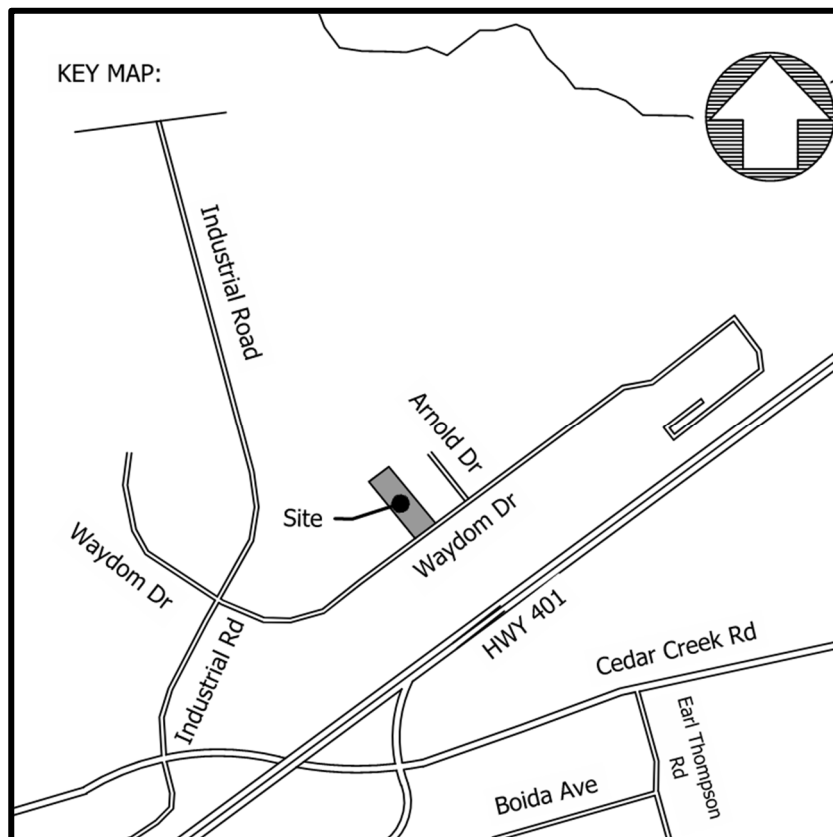 KEY MAP:
Industrial Road
Arnold Dr
Site
Waydom Dr
Waydom Dr
HWY 401
Industrial Rd
Cedar Creek Rd
Earl Thompson
Rd
Boida Ave